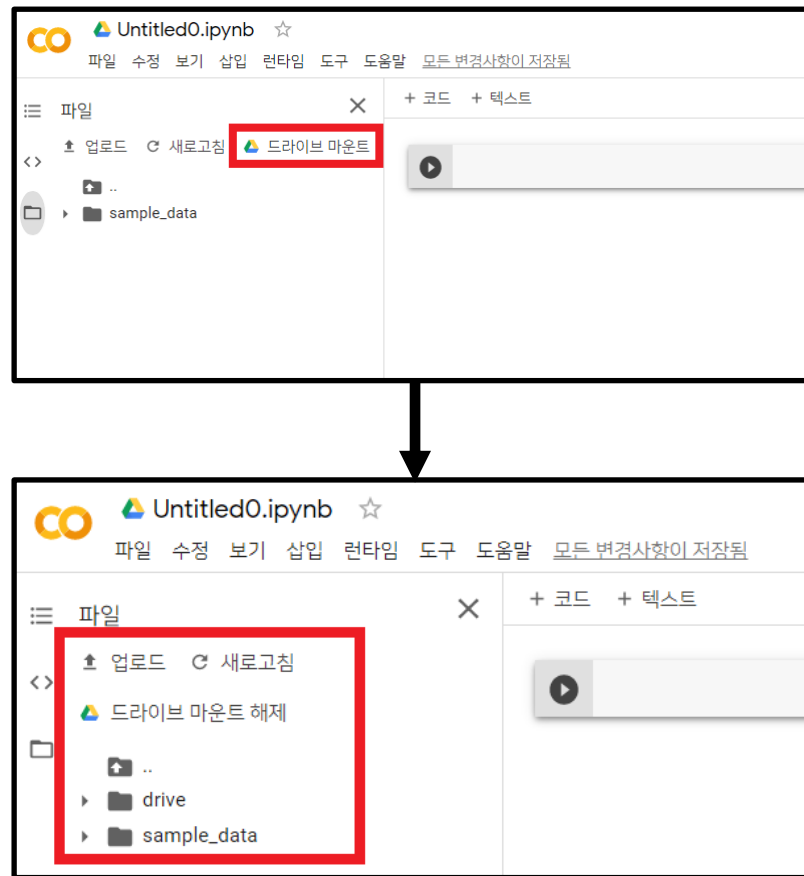 Untitled0.ipynb
파일 수정 보기 삽입 런타임 도구 도움말 모든 변경사항이 저장됨
파일
+ 코드 + 텍스트
업로드 새로고침 드라이브 마운트
..
sample_data
Untitled0.ipynb
파일 수정 보기 삽입 런타임 도구 도움말 모든 변경사항이 저장됨
파일
+ 코드 + 텍스트
업로드 새로고침
드라이브 마운트 해제
..
drive
sample_data